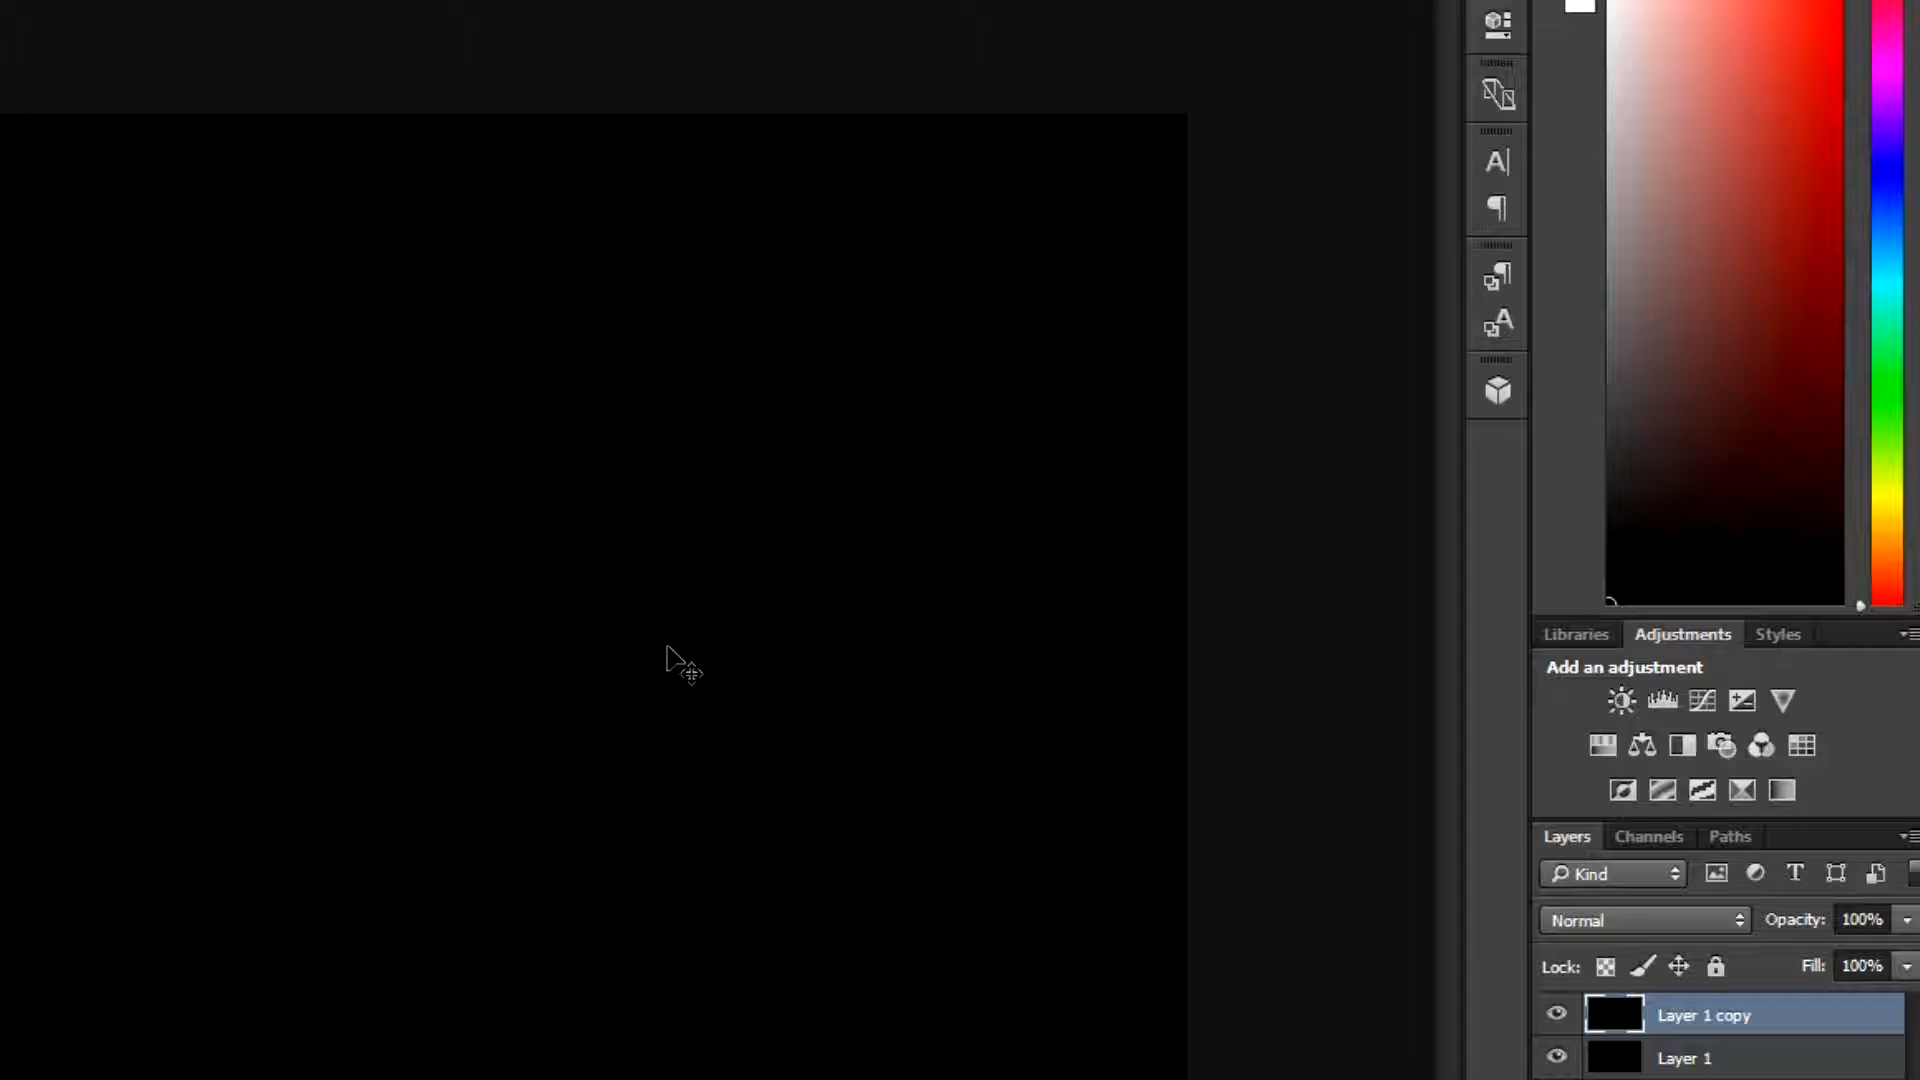 A|
A
Libraries Adjustments Styles
Add an adjustment
Layers Channels Paths
Kind T
Normal Opacity: 100%
Lock: Fill: 100%
Layer 1 copy
Layer 1